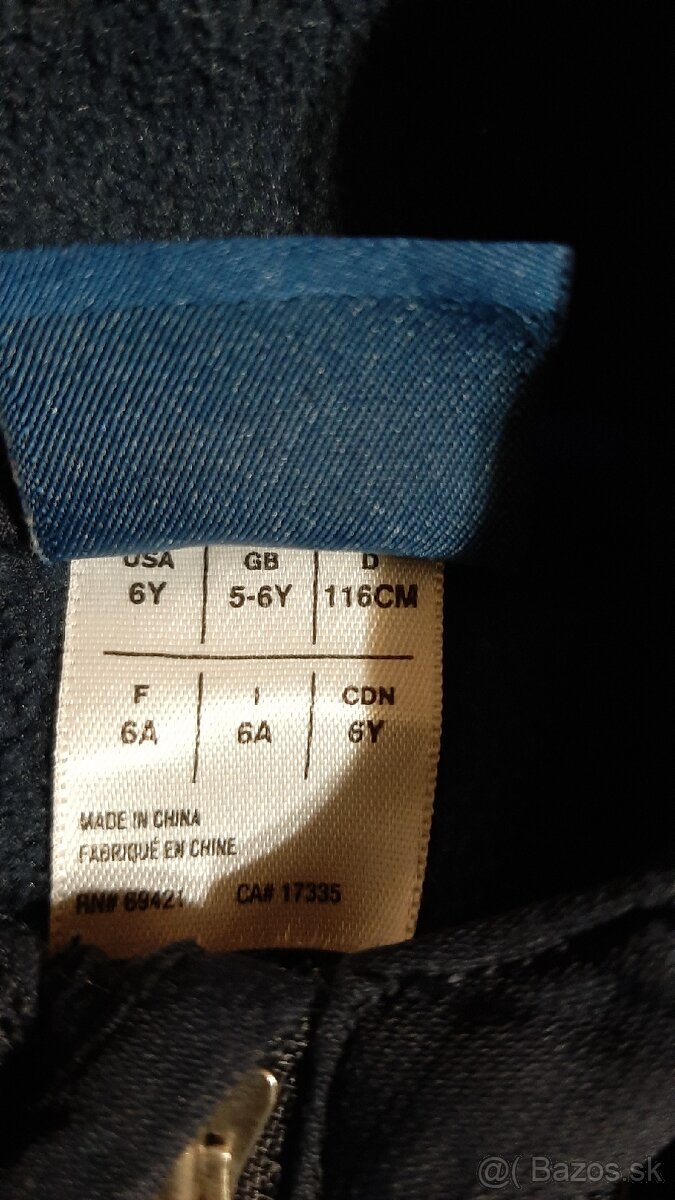 USA GB D
6Y 5-6Y 116CM
F I CDN
6A 6A 6Y
MADE IN CHINA
FABRIQUÉ EN CHINE
RN# 69421 CA# 17335
@( Bazos.sk